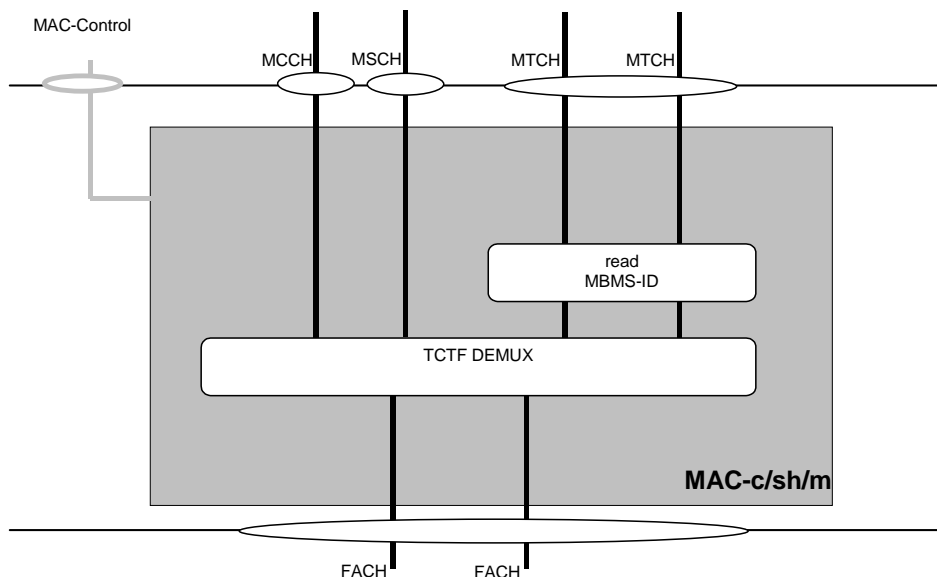 MAC-Control
MCCH
MSCH
MTCH
MTCH
read
MBMS-ID
TCTF DEMUX
MAC-c/sh/m
FACH
FACH